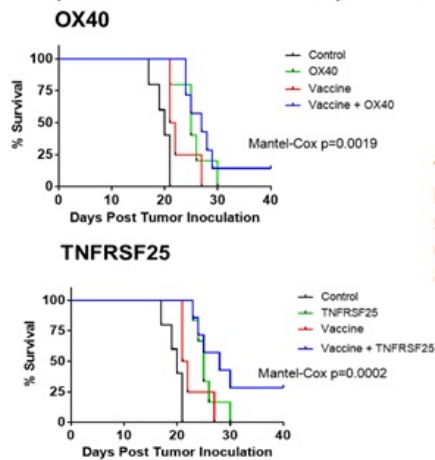 OX40
Control
OX40
Vaccine
Vaccine + OX40
Mantel-Cox p=0.0019
% Survival
100
75
50
25
0
0 10 20 30 40
Days Post Tumor Inoculation
TNFRSF25
Control
TNFRSF25
Vaccine
Vaccine + TNFRSF25
Mantel-Cox p=0.0002
% Survival
100
75
50
25
0
0 10 20 30 40
Days Post Tumor Inoculation